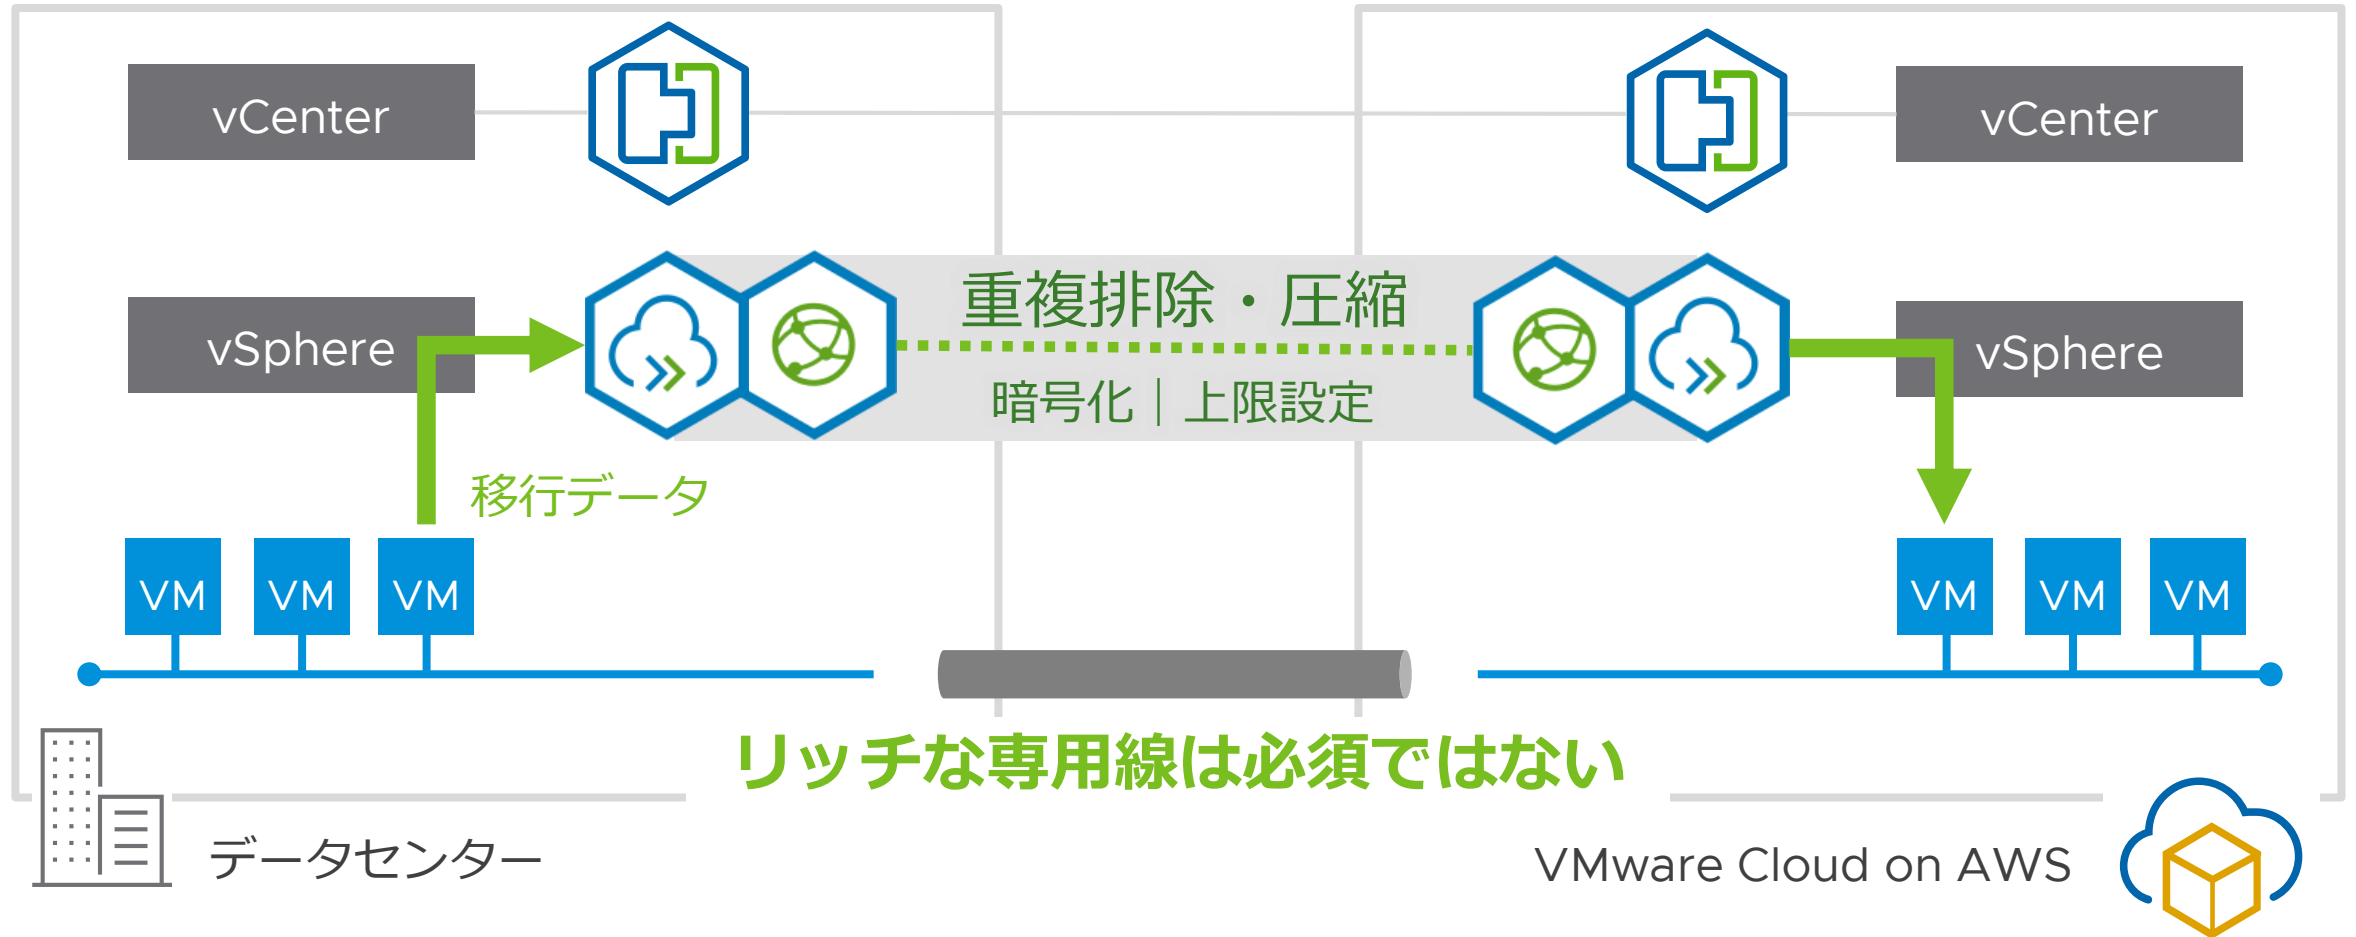 vCenter
vCenter
重複排除・圧縮
vSphere
vSphere
暗号化｜上限設定
移行データ
VM
VM
VM
VM
VM
VM
リッチな専用線は必須ではない
データセンター
VMware Cloud on AWS